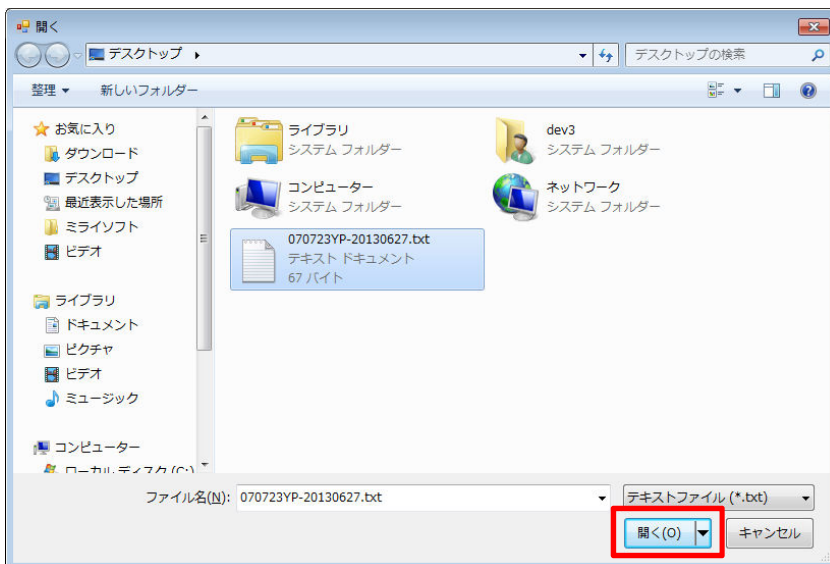 開く
デスクトップ
デスクトップの検索
整理
新しいフォルダー
お気に入り
ダウンロード
デスクトップ
最近表示した場所
ミライソフト
ビデオ
ライブラリ
ドキュメント
ピクチャ
ビデオ
ミュージック
コンピューター
ローカル ディスク (C:)
ライブラリ
システム フォルダー
dev3
システム フォルダー
コンピューター
システム フォルダー
ネットワーク
システム フォルダー
070723YP-20130627.txt
テキスト ドキュメント
67 バイト
ファイル名(N): 070723YP-20130627.txt
テキストファイル (*.txt)
開く(O)
キャンセル